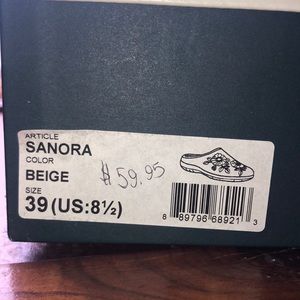 ARTICLE
SANORA
COLOR
BEIGE
$59.95
SIZE
39 (US:8½)
8 89796 68921 3